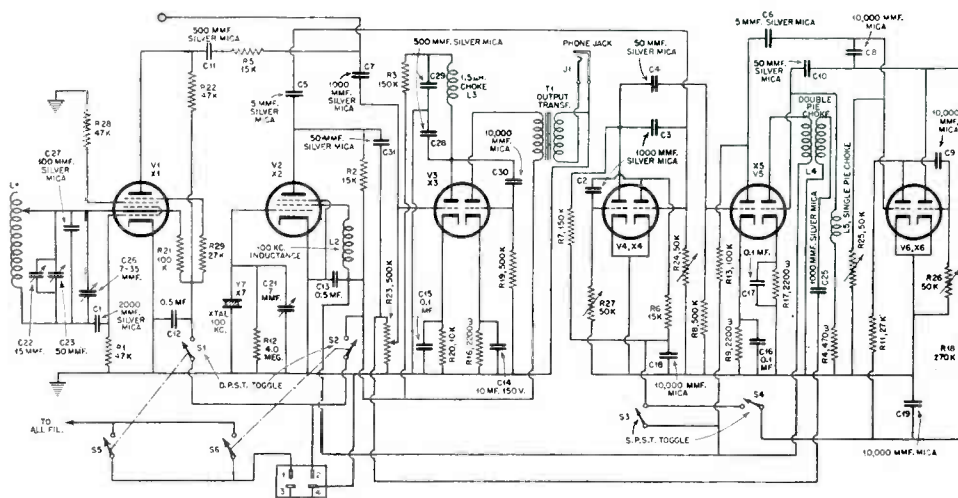 500 MMF.
SILVER MICA
C11
R5
15K
R22
47K
R28
47K
C27
100 MMF.
SILVER
MICA
V1
X1
R21
100
K
R29
27K
C26
7-35
MMF.
2000
MMF.
SILVER
MICA
C1
C22
15 MMF.
C23
50 MMF.
R1
47K
0.5 MF
C12
S1
D.P.S.T. TOGGLE
TO
ALL FIL.
S5
S6
1
2
3
4
5 MMF.
SILVER MICA
C5
V2
X2
100 KC.
INDUCTANCE
L2
Y7
X7
XTAL
100
KC.
C21
7
MMF.
R12
4.0
MEG.
C13
0.5 MF.
S2
C7
1000 MMF.
SILVER
MICA
50 MMF.
SILVER
MICA
C31
R2
15K
R23, 500K
R3
150K
500 MMF. SILVER MICA
C29
C28
1.5μH.
CHOKE
L3
10,000
MMF.
MICA
C30
V3
X3
C15
0.1
MF
R20, 10K
R16, 2200ω
C14
10 MF. 150V.
R19, 500K
T1
OUTPUT
TRANSF.
PHONE JACK
J1
50 MMF.
SILVER MICA
C4
C3
1000 MMF.
SILVER MICA
C2
V4, X4
R7, 150K
R27
50K
R24, 50K
R6
15K
R8, 500K
C18
10,000 MMF.
MICA
S3
S4
S.P.S.T. TOGGLE
C6
5 MMF. SILVER
MICA
10,000
MMF.
MICA
C8
50 MMF.
SILVER
MICA
C10
DOUBLE
PIE
CHOKE
L4
X5
V5
L5, SINGLE PIE CHOKE
R13, 100K
0.1 MF.
C17
R17, 2200ω
R9, 2200ω
C16
0.1
MF
1000 MMF. SILVER MICA
C25
R4, 470ω
R25, 50K
R11, 27K
10,000
MMF.
MICA
C9
V6, X6
R26
50K
R18
270K
C19
10,000 MMF. MICA